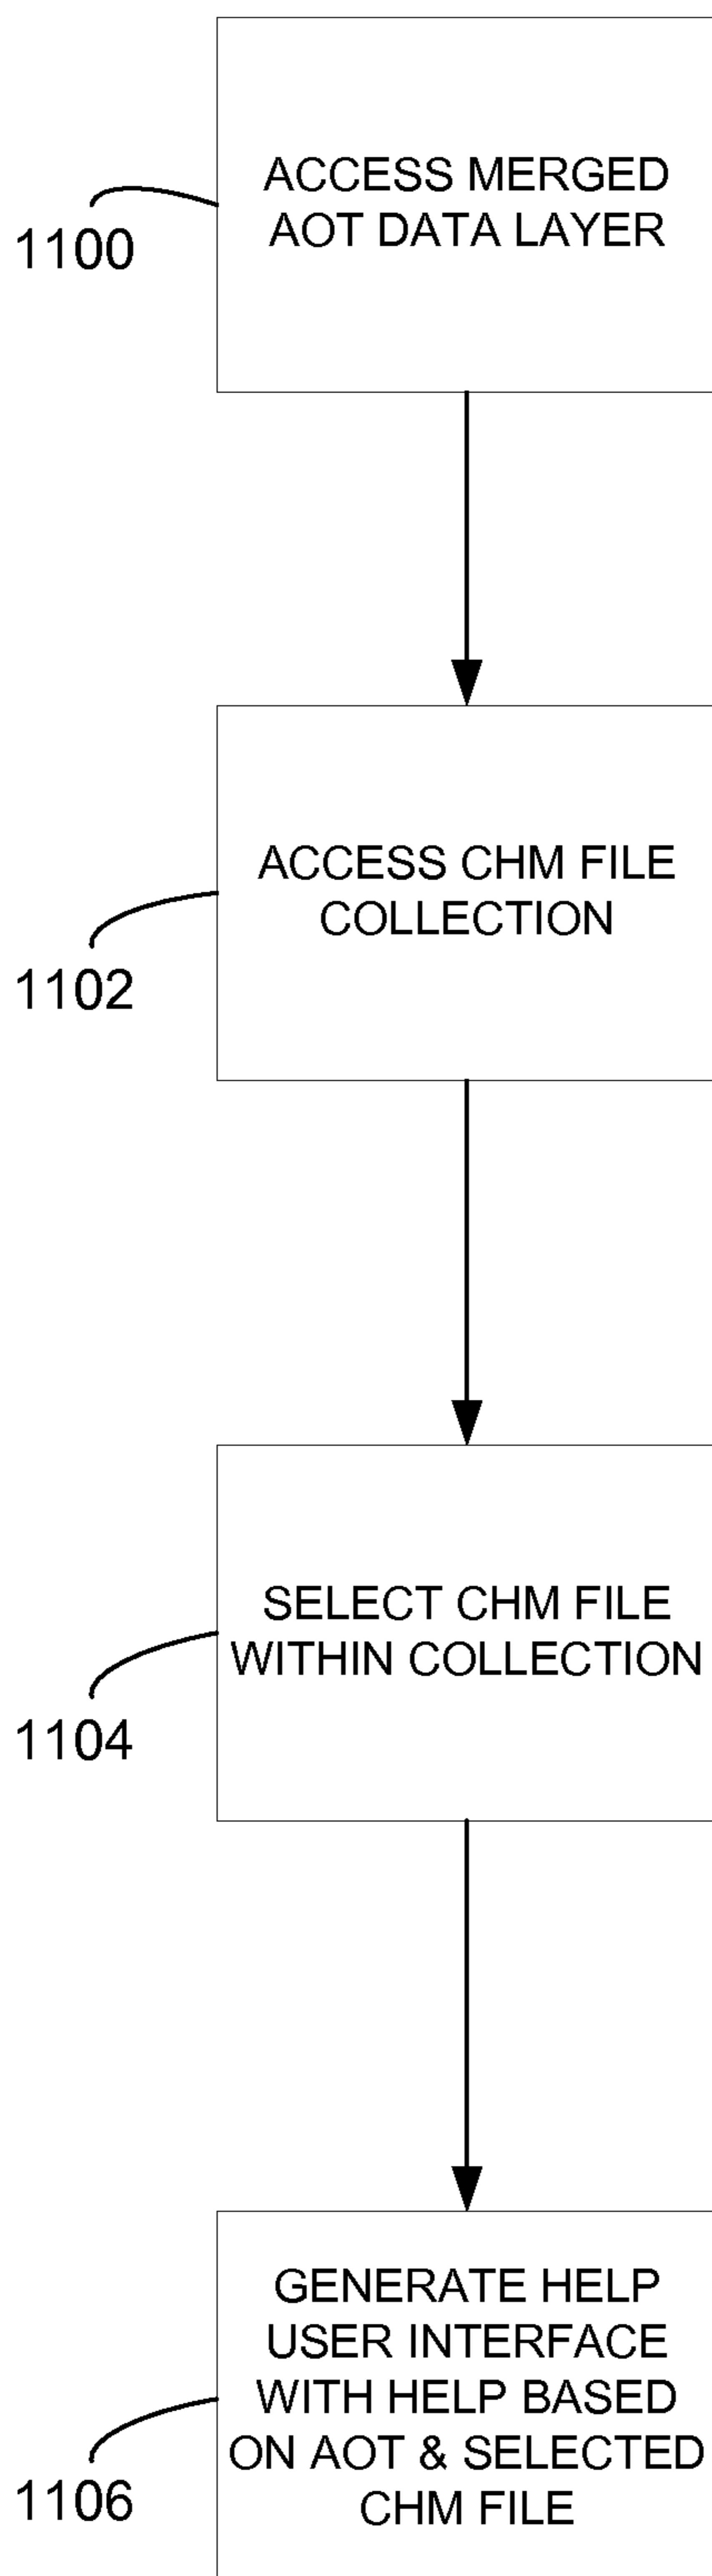 ACCESS MERGED
AOT DATA LAYER
1100
ACCESS CHM FILE
COLLECTION
1102
SELECT CHM FILE
WITHIN COLLECTION
1104
GENERATE HELP
USER INTERFACE
WITH HELP BASED
ON AOT & SELECTED
CHM FILE
1106